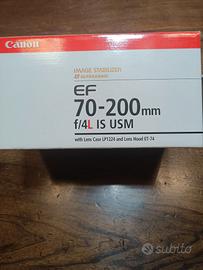 Canon
IMAGE STABILIZER
ULTRASONIC
EF
70-200mm
f/4L IS USM
with Lens Case LP1224 and Lens Hood ET-74
subito